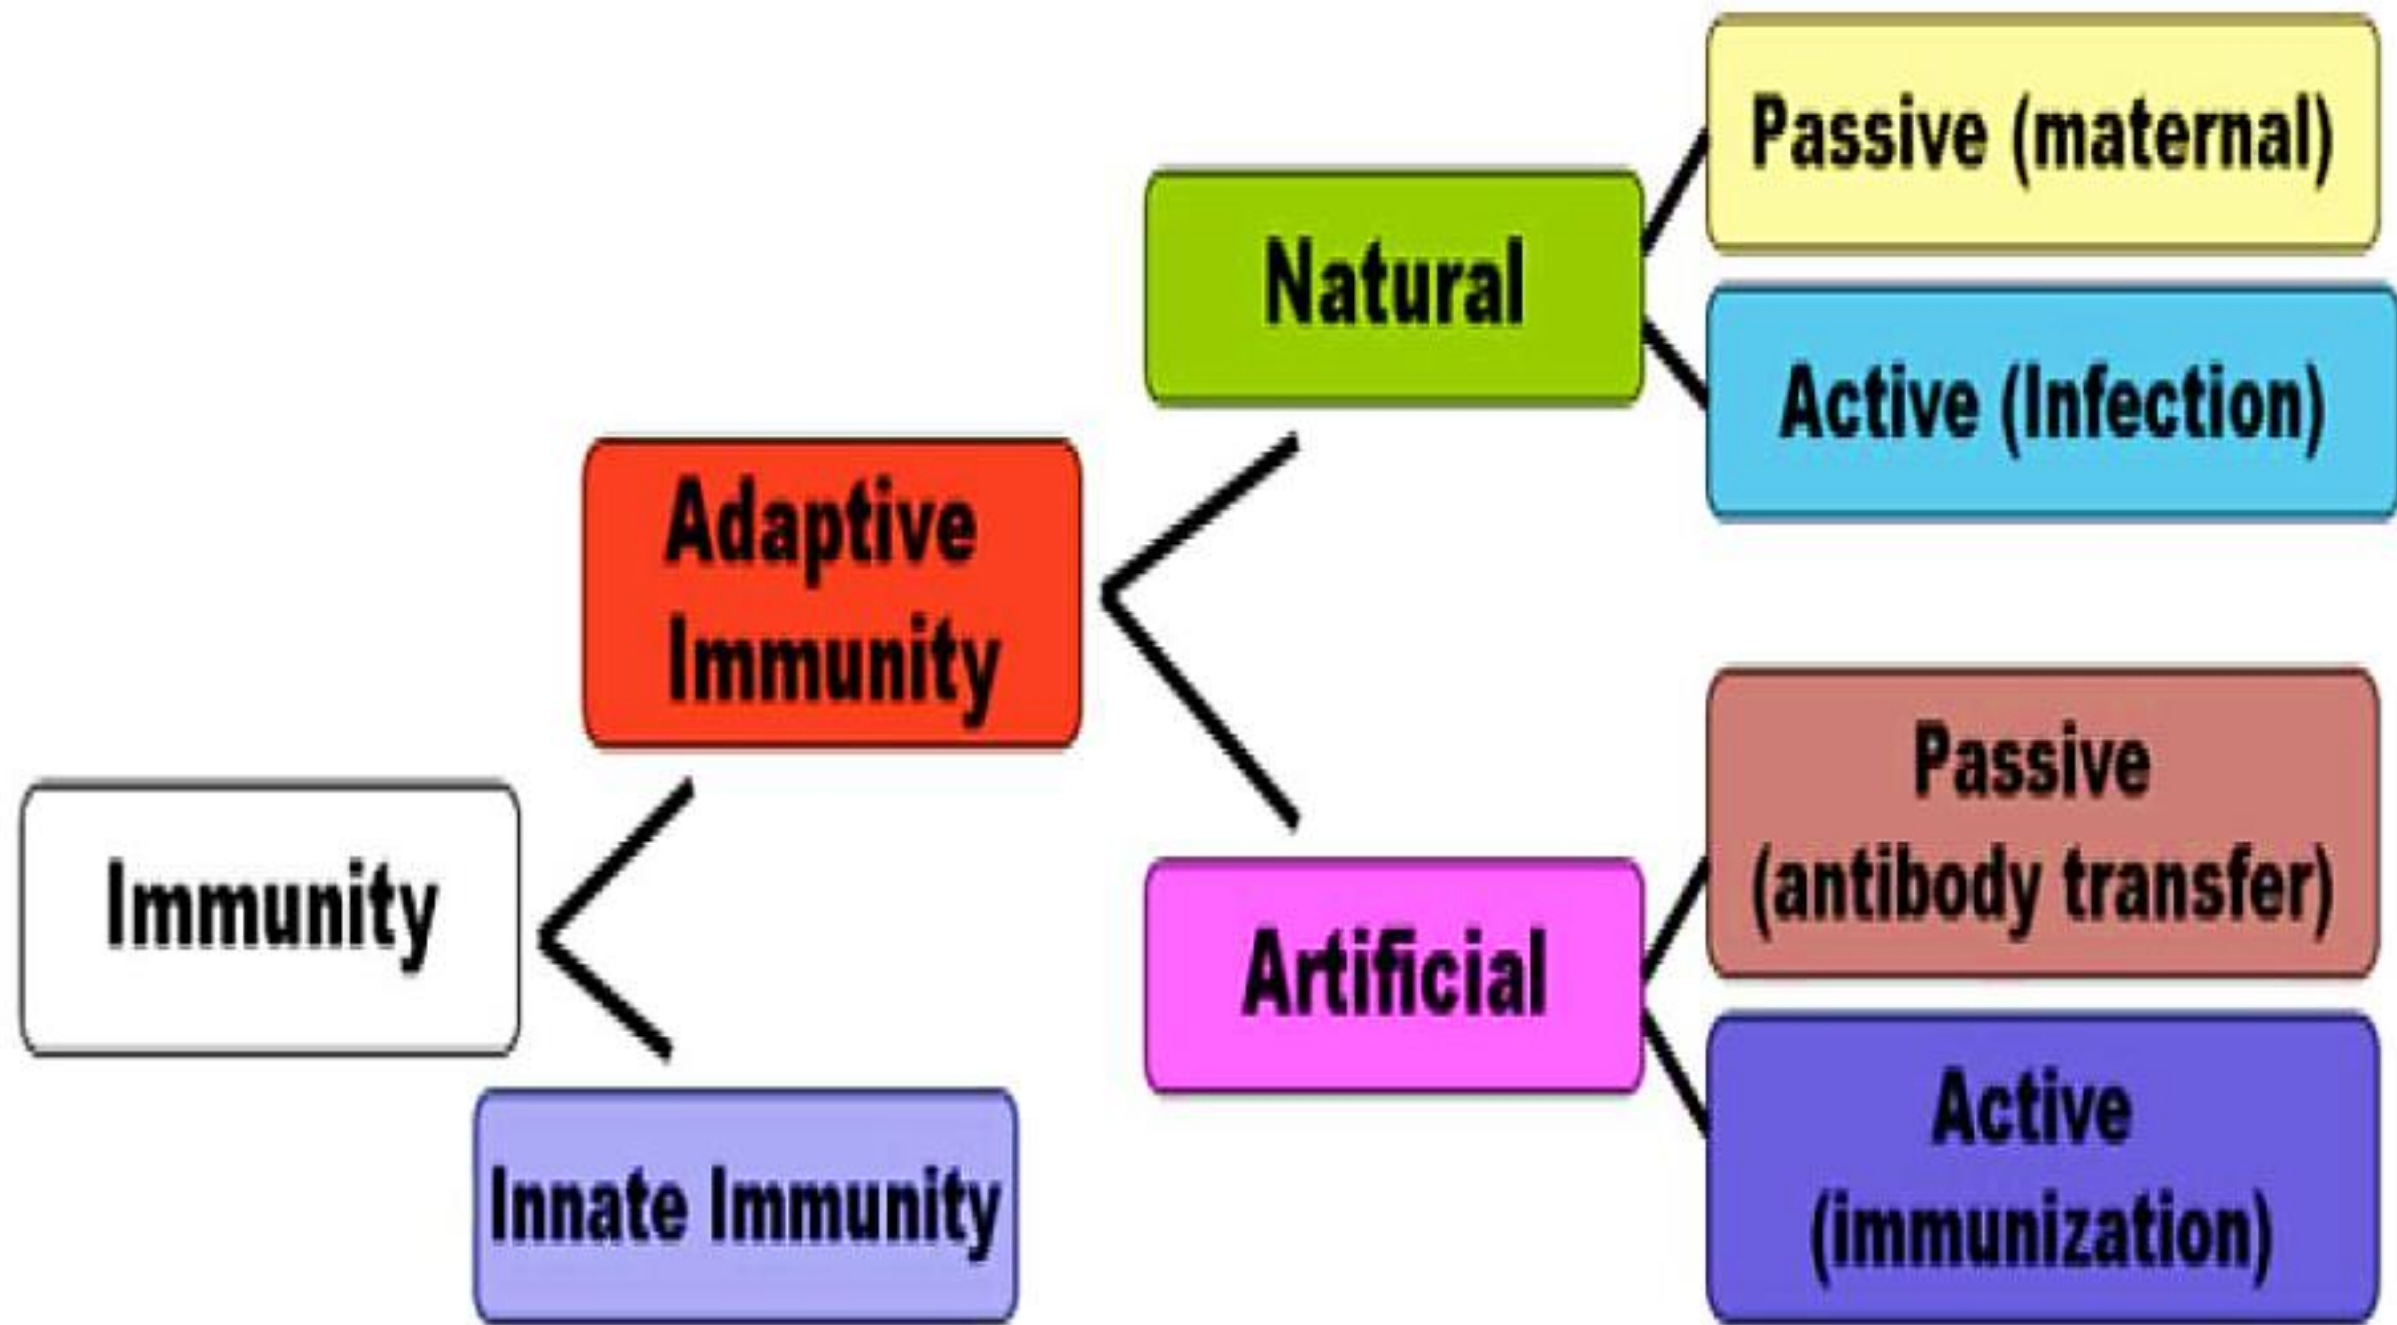 Passive (maternal)
Natural
Active (Infection)
Adaptive
Immunity
Passive
(antibody transfer)
Immunity
Artificial
Active
(immunization)
Innate Immunity